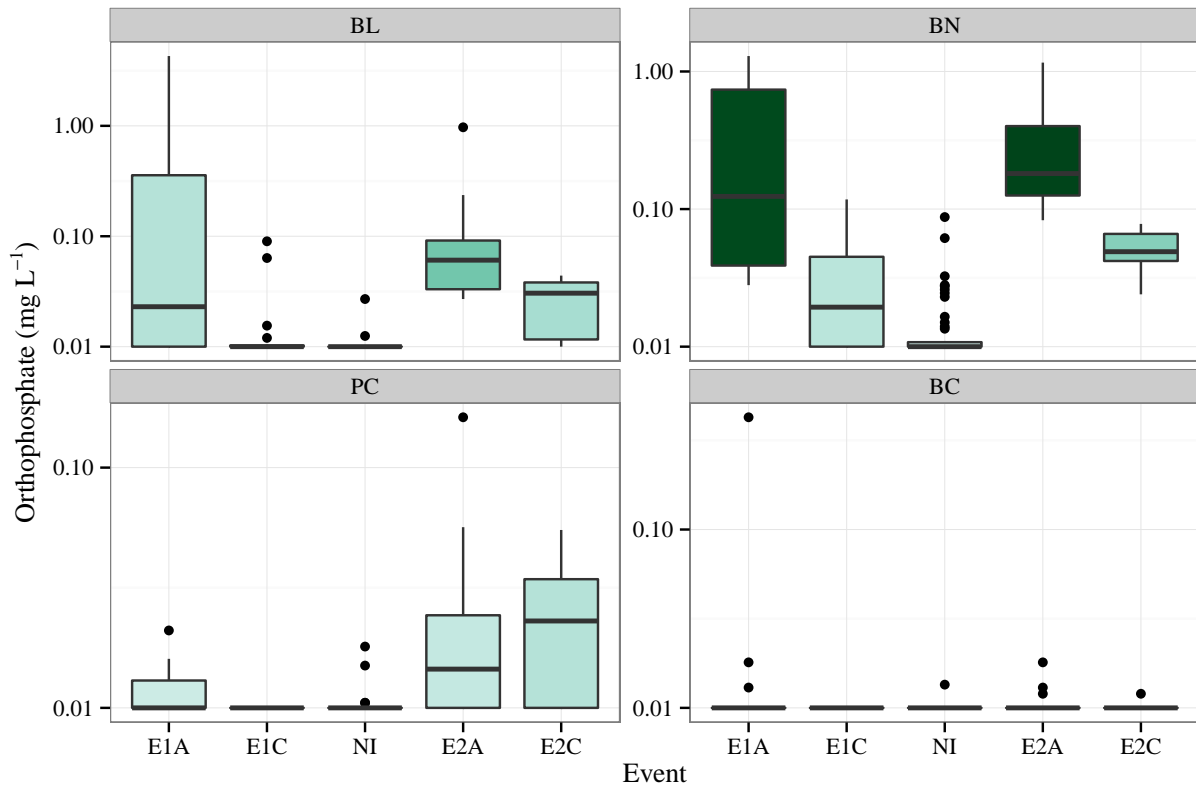 BL
BN
1.00
0.10
0.01
1.00
0.10
0.01
PC
BC
0.10
0.01
0.10
0.01
E1A E1C NI E2A E2C
E1A E1C NI E2A E2C
Event
Orthophosphate (mg L⁻¹)